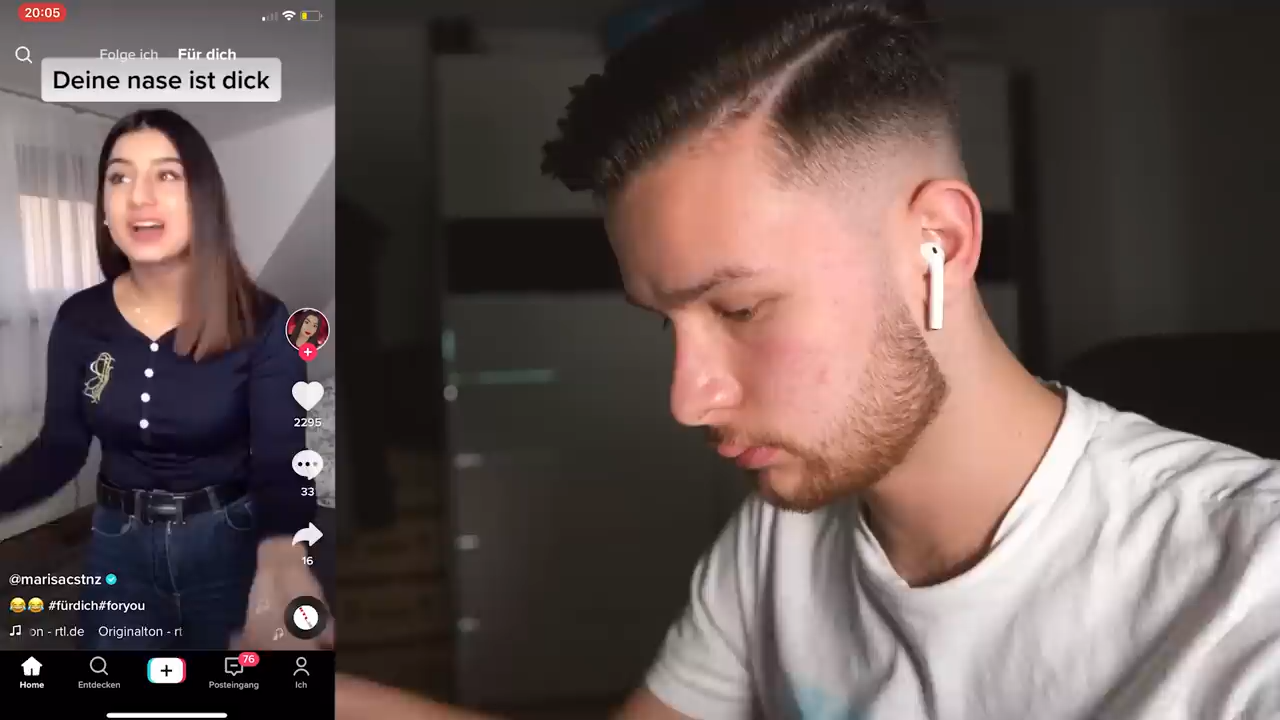 20:05
Folge ich Für dich
Deine nase ist dick
2295
33
16
@marisacstnz
😂😂 #fürdich#foryou
on - rtl.de Originalton - rt
76
Home Entdecken Posteingang Ich